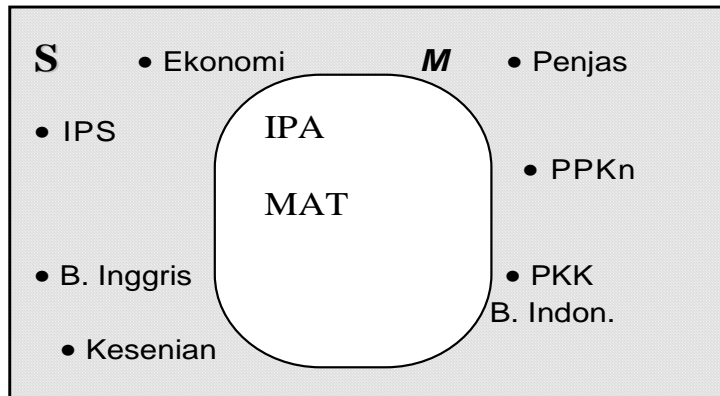 S • Ekonomi M • Penjas
• IPS
IPA
• PPKn
MAT
• B. Inggris
• PKK
B. Indon.
• Kesenian